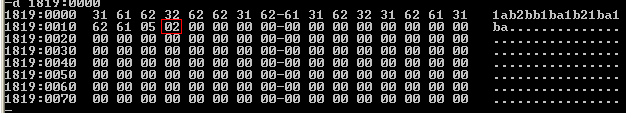 -d 1819:0000
1819:0000 31 61 62 32 62 62 31 62-61 31 62 32 31 62 61 31 1ab2bb1ba1b21ba1
1819:0010 62 61 05 02 00 00 00 00-00 00 00 00 00 00 00 00 ba..............
1819:0020 00 00 00 00 00 00 00 00-00 00 00 00 00 00 00 00 ................
1819:0030 00 00 00 00 00 00 00 00-00 00 00 00 00 00 00 00 ................
1819:0040 00 00 00 00 00 00 00 00-00 00 00 00 00 00 00 00 ................
1819:0050 00 00 00 00 00 00 00 00-00 00 00 00 00 00 00 00 ................
1819:0060 00 00 00 00 00 00 00 00-00 00 00 00 00 00 00 00 ................
1819:0070 00 00 00 00 00 00 00 00-00 00 00 00 00 00 00 00 ................
-